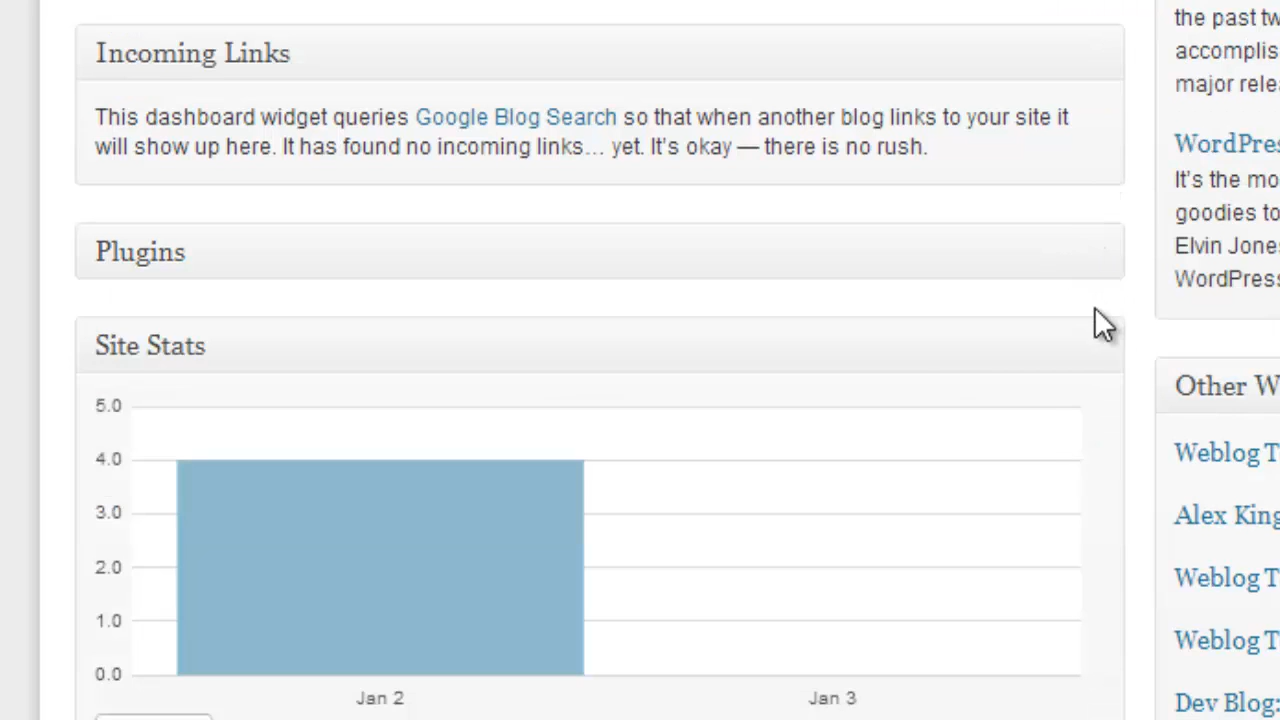 Incoming Links
This dashboard widget queries Google Blog Search so that when another blog links to your site it
will show up here. It has found no incoming links… yet. It's okay — there is no rush.
Plugins
Site Stats
5.0
4.0
3.0
2.0
1.0
0.0
Jan 2
Jan 3
the past tw
accomplis
major relea
WordPres
It's the mo
goodies to
Elvin Jones
WordPress
Other W
Weblog T
Alex King
Weblog T
Weblog T
Dev Blog: